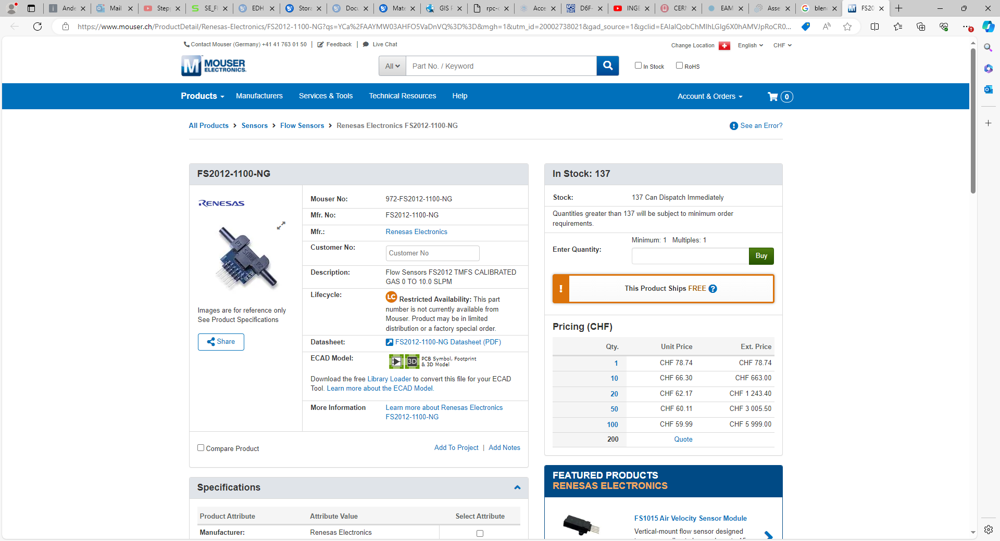 Ande
Mail
Step
SE_Fl
EDH
Stora
Docu
Mate
GIS P
rpc-c
Acce
D6F-
INGE
CERN
EAM
Asse
blen
FS20
https://www.mouser.ch/ProductDetail/Renesas-Electronics/FS2012-1100-NG?qs=YCa%2FAAYMW03AHFO5VaDnVQ%3D%3D&mgh=1&utm_id=20002738021&gad_source=1&gclid=EAIaIQobChMIhLGIg6X0hAMVJpRoCR0...
Contact Mouser (Germany) +41 41 763 01 50 | Feedback | Live Chat
Change Location English CHF
MOUSER ELECTRONICS
All Part No. / Keyword
In Stock RoHS
Products Manufacturers Services & Tools Technical Resources Help
Account & Orders 0
All Products > Sensors > Flow Sensors > Renesas Electronics FS2012-1100-NG
See an Error?
FS2012-1100-NG
RENESAS
P1
P2
Images are for reference only
See Product Specifications
Share
Mouser No: 972-FS2012-1100-NG
Mfr. No: FS2012-1100-NG
Mfr.: Renesas Electronics
Customer No: Customer No
Description: Flow Sensors FS2012 TMFS CALIBRATED
GAS 0 TO 10.0 SLPM
Lifecycle: LC Restricted Availability: This part
number is not currently available from
Mouser. Product may be in limited
distribution or a factory special order.
Datasheet: FS2012-1100-NG Datasheet (PDF)
ECAD Model: 3D PCB Symbol, Footprint
& 3D Model
Download the free Library Loader to convert this file for your ECAD
Tool. Learn more about the ECAD Model.
More Information Learn more about Renesas Electronics
FS2012-1100-NG
Compare Product
Add To Project | Add Notes
Specifications
Product Attribute Attribute Value Select Attribute
Manufacturer: Renesas Electronics
In Stock: 137
Stock: 137 Can Dispatch Immediately
Quantities greater than 137 will be subject to minimum order
requirements.
Minimum: 1 Multiples: 1
Enter Quantity: Buy
! This Product Ships FREE ?
Pricing (CHF)
Qty. Unit Price Ext. Price
1 CHF 78.74 CHF 78.74
10 CHF 66.30 CHF 663.00
20 CHF 62.17 CHF 1 243.40
50 CHF 60.11 CHF 3 005.50
100 CHF 59.99 CHF 5 999.00
200 Quote
FEATURED PRODUCTS
RENESAS ELECTRONICS
FS1015 Air Velocity Sensor Module
Vertical-mount flow sensor designed